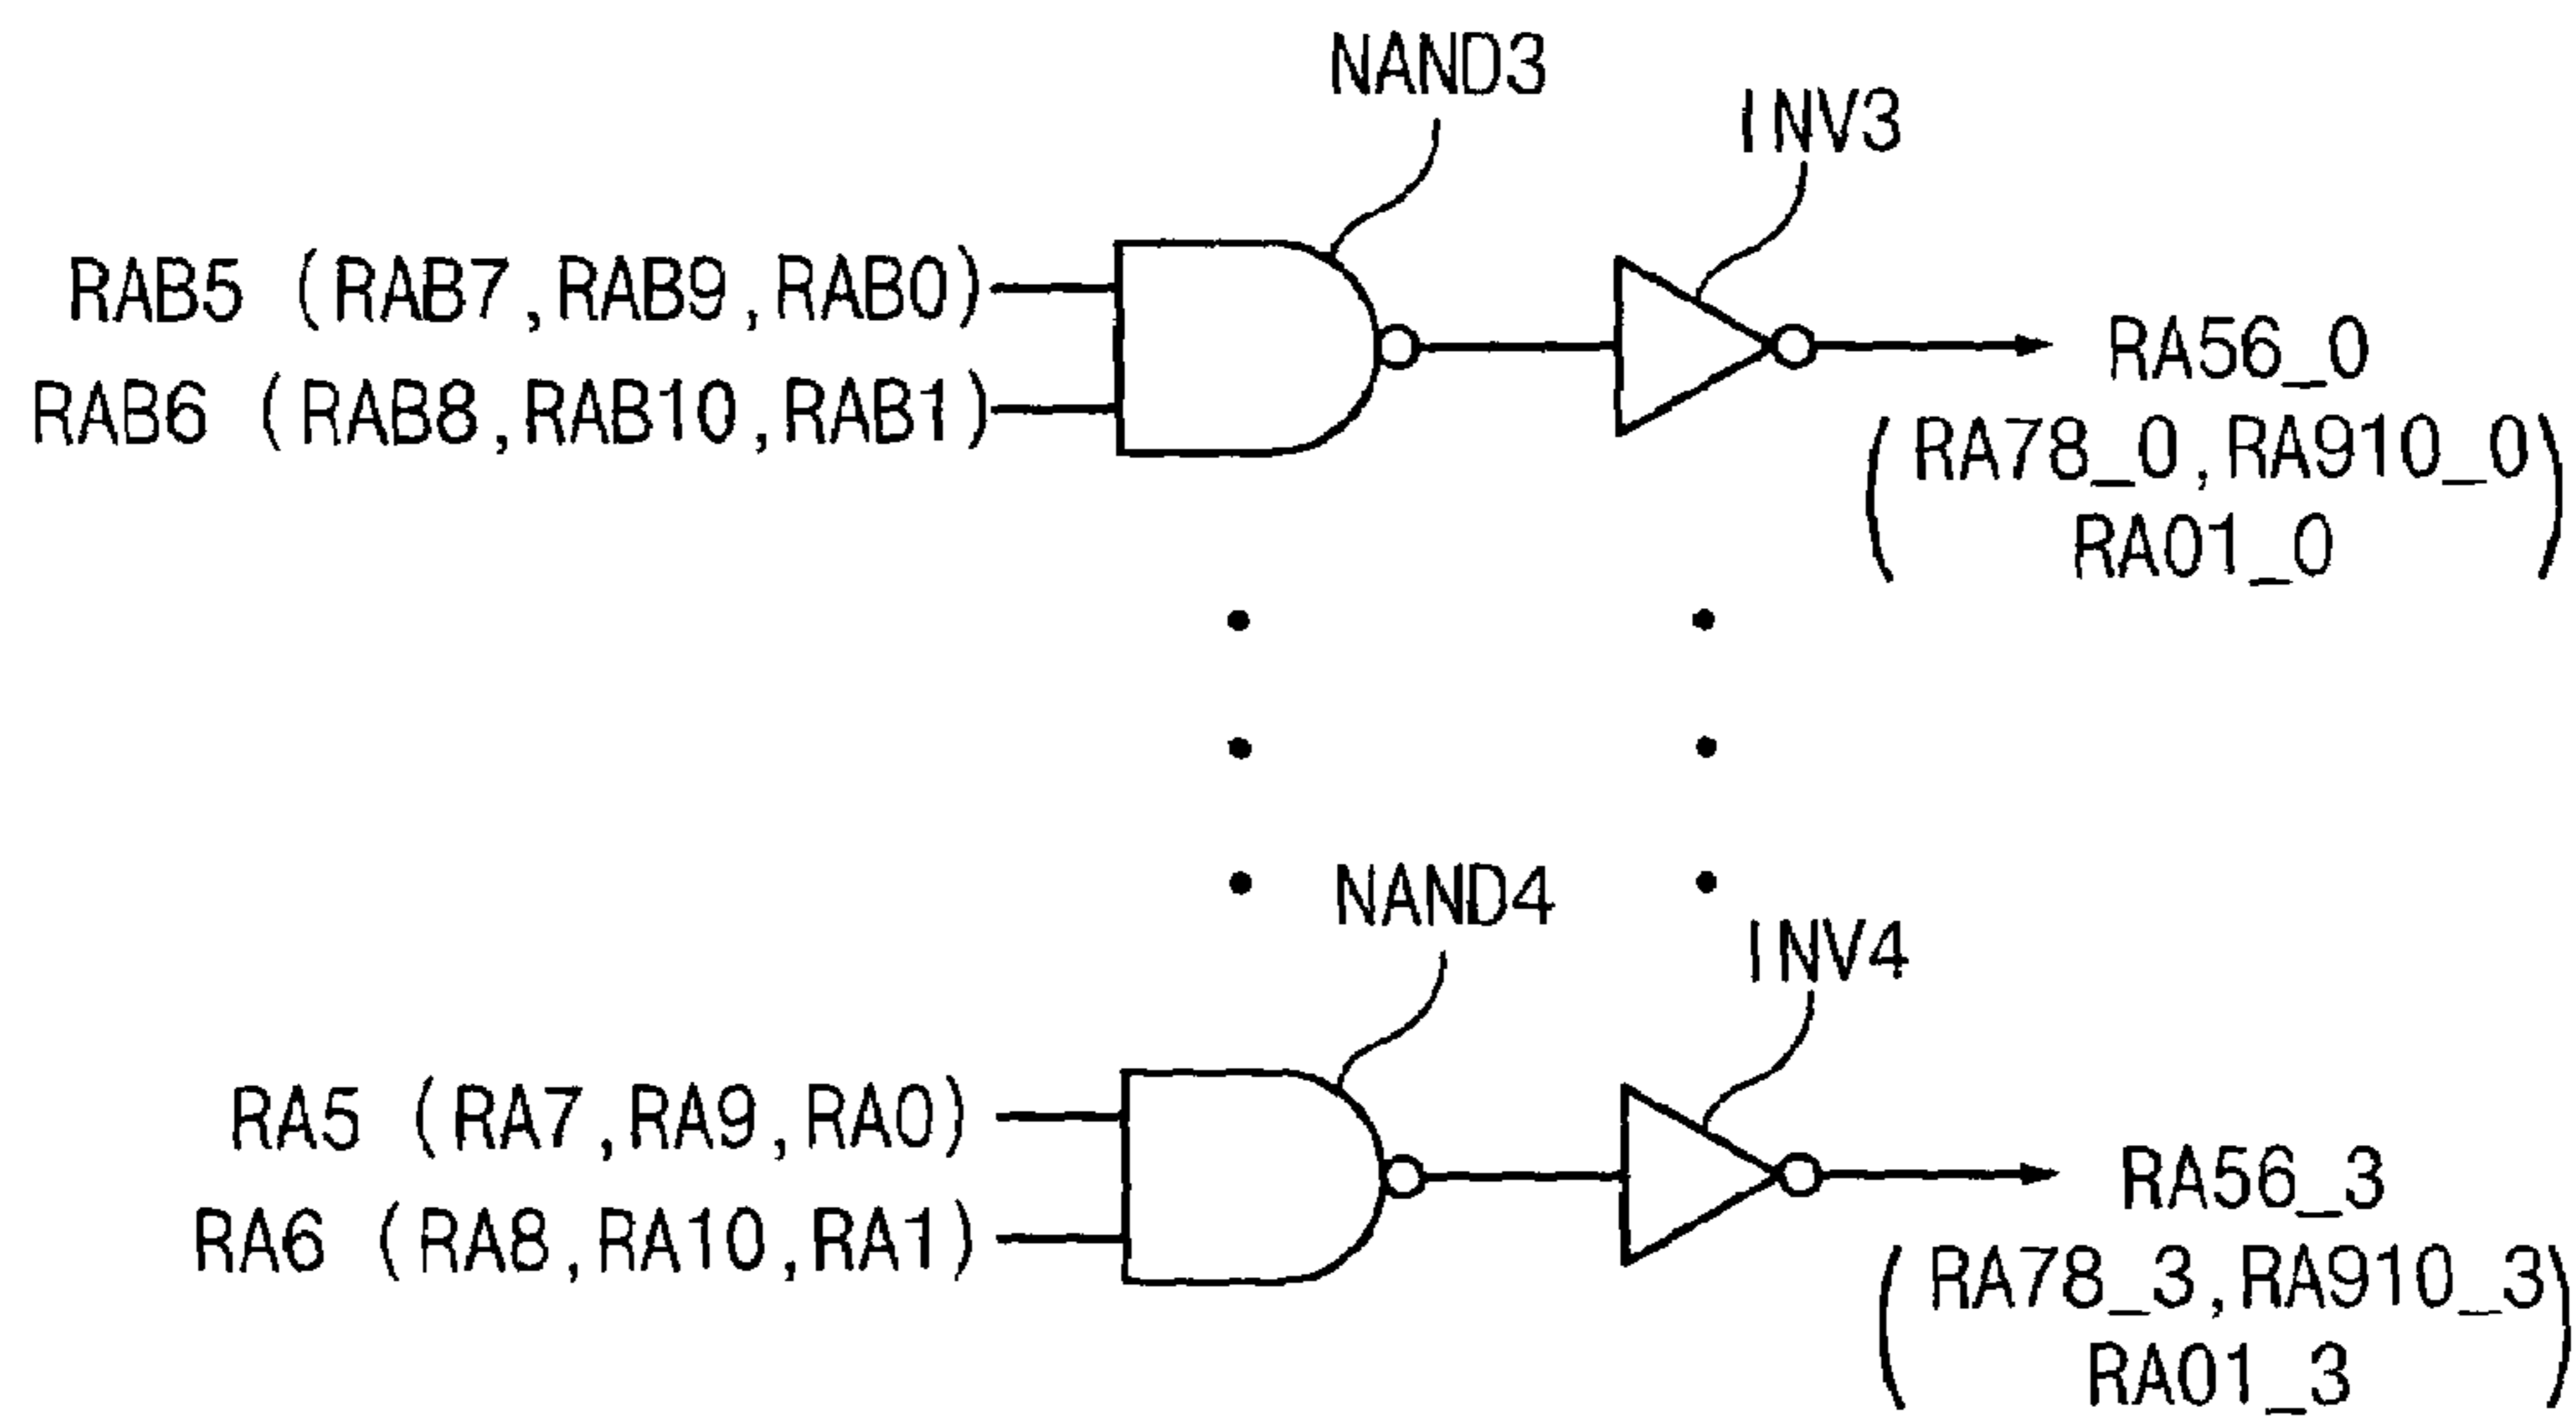 NAND3
INV3
RAB5 (RAB7,RAB9,RAB0)
RAB6 (RAB8,RAB10,RAB1)
RA56_0
(RA78_0,RA910_0
RA01_0)
NAND4
INV4
RA5 (RA7,RA9,RA0)
RA6 (RA8,RA10,RA1)
RA56_3
(RA78_3,RA910_3
RA01_3)